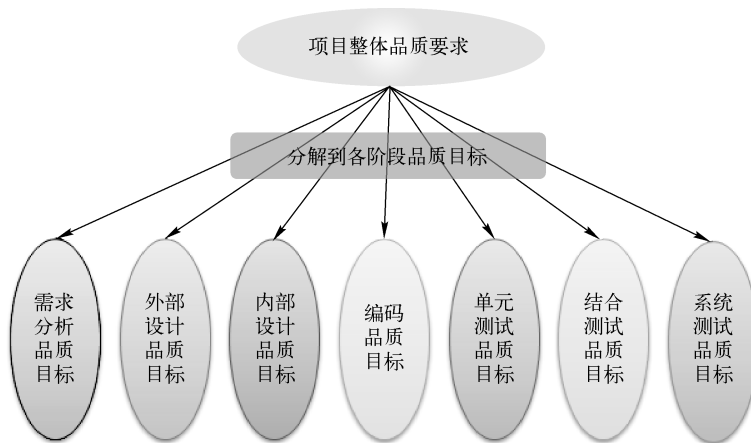 项目整体品质要求
分解到各阶段品质目标
需求
分析
品质
目标
外部
设计
品质
目标
内部
设计
品质
目标
编码
品质
目标
单元
测试
品质
目标
结合
测试
品质
目标
系统
测试
品质
目标